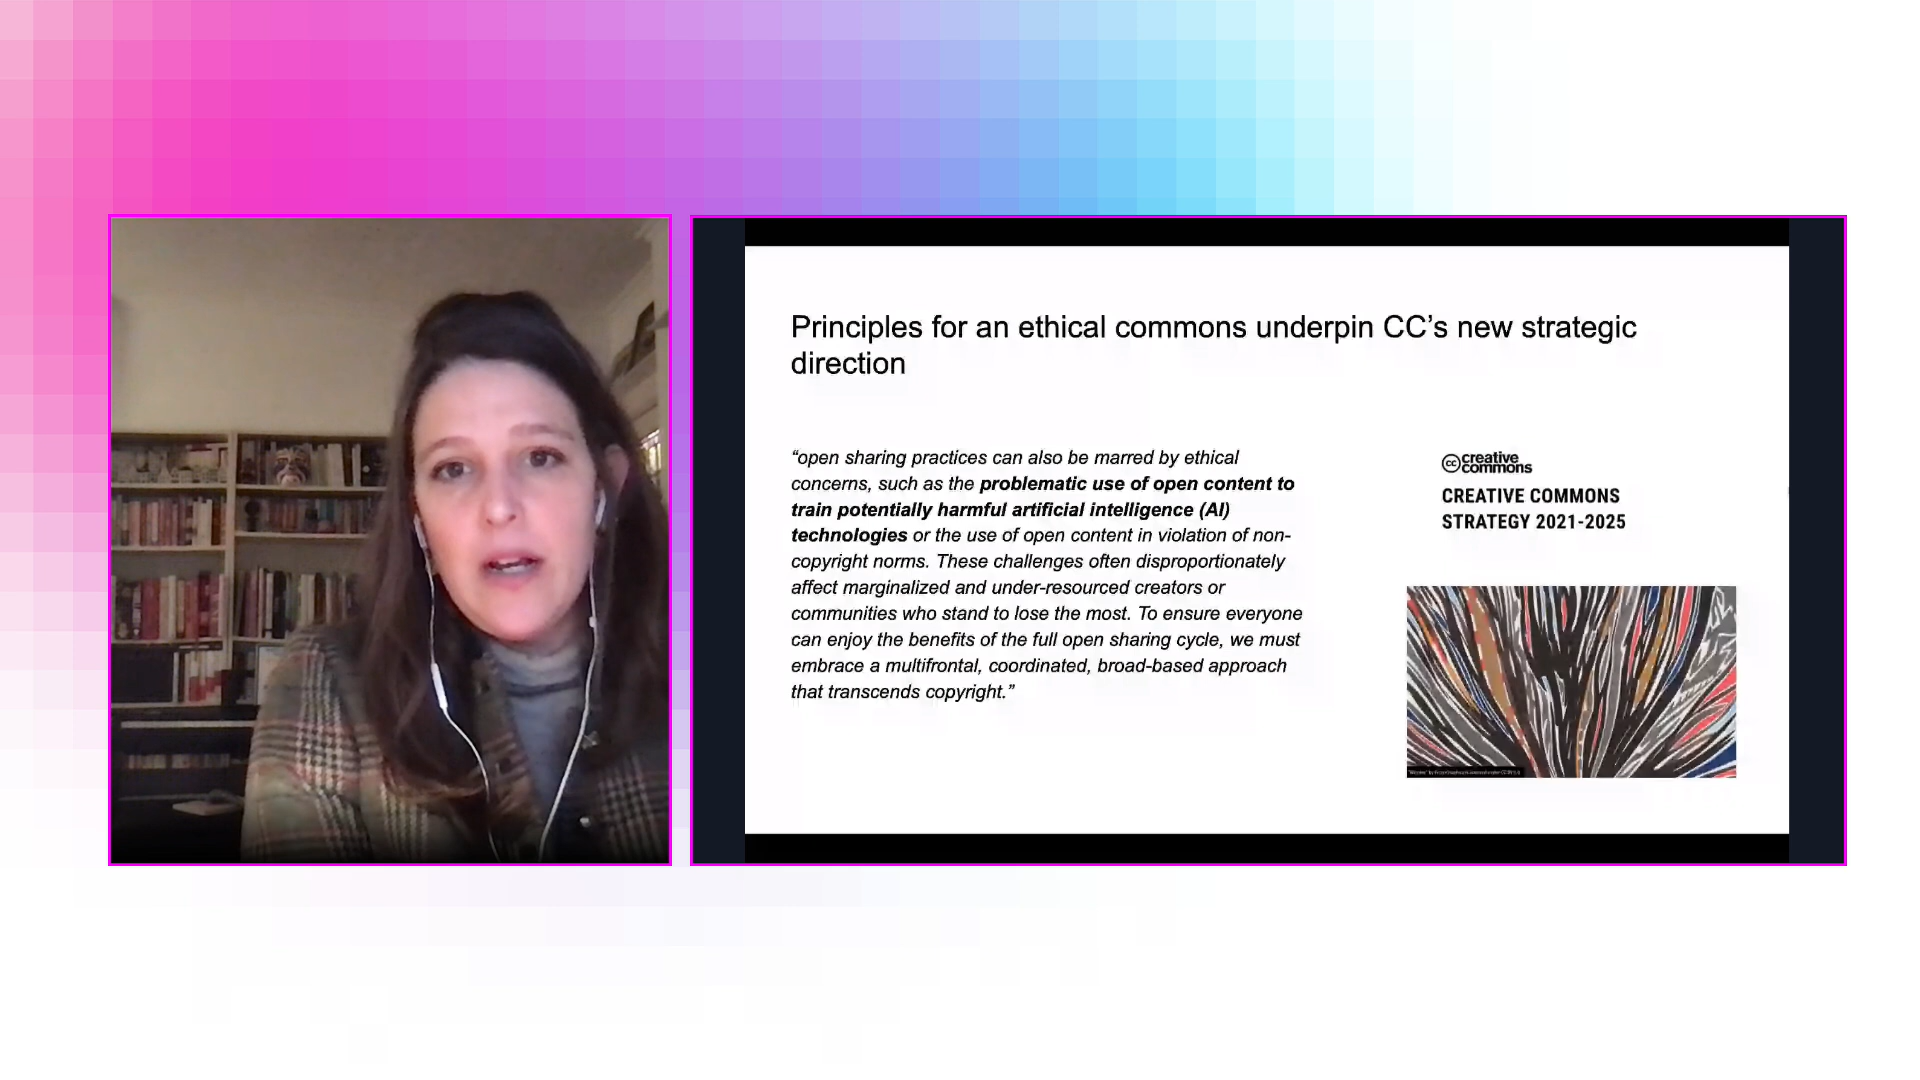 Principles for an ethical commons underpin CC’s new strategic
direction
“open sharing practices can also be marred by ethical
concerns, such as the problematic use of open content to
train potentially harmful artificial intelligence (AI)
technologies or the use of open content in violation of non-
copyright norms. These challenges often disproportionately
affect marginalized and under-resourced creators or
communities who stand to lose the most. To ensure everyone
can enjoy the benefits of the full open sharing cycle, we must
embrace a multifrontal, coordinated, broad-based approach
that transcends copyright.”
cc creative
commons
CREATIVE COMMONS
STRATEGY 2021-2025